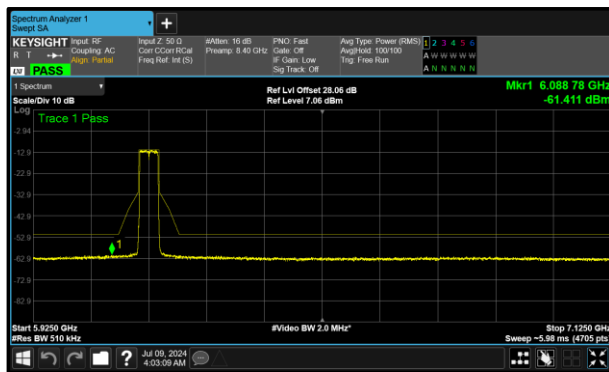 Spectrum Analyzer 1
Swept SA
+
KEYSIGHT
R T
LXI
PASS
Input: RF
Coupling: AC
Align: Partial
Input Z: 50 Ω
Corr CCorr RCal
Freq Ref: Int (S)
#Atten: 16 dB
Preamp: 8.40 GHz
PNO: Fast
Gate: Off
IF Gain: Low
Sig Track: Off
Avg Type: Power (RMS)
Avg|Hold: 100/100
Trig: Free Run
1 2 3 4 5 6
A W W W W W
A N N N N N
1 Spectrum
Scale/Div 10 dB
Ref Lvl Offset 28.06 dB
Ref Level 7.06 dBm
Mkr1 6.088 78 GHz
-61.411 dBm
Log
Trace 1 Pass
-2.94
-12.9
-22.9
-32.9
-42.9
-52.9
1
-62.9
-72.9
-82.9
Start 5.9250 GHz
#Res BW 510 kHz
#Video BW 2.0 MHz*
Stop 7.1250 GHz
Sweep ~5.98 ms (4705 pts)
?
Jul 09, 2024
4:03:09 AM